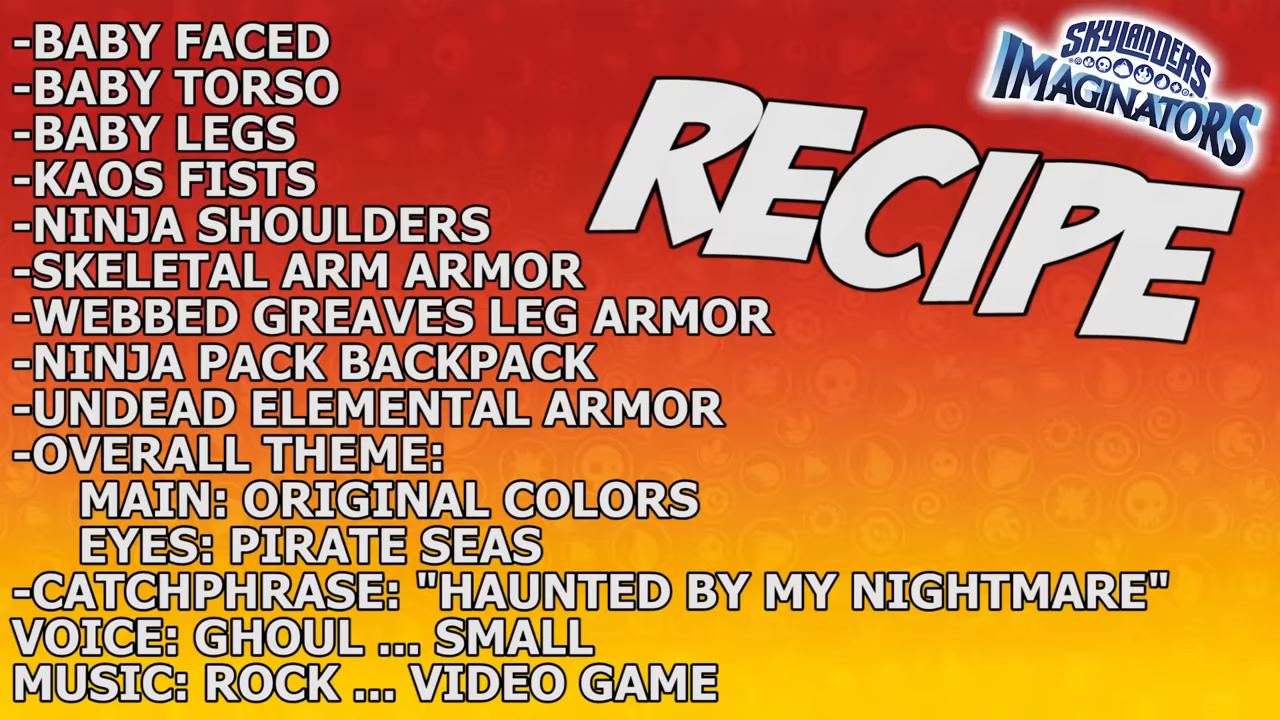 -BABY FACED
-BABY TORSO
-BABY LEGS
-KAOS FISTS
-NINJA SHOULDERS
-SKELETAL ARM ARMOR
-WEBBED GREAVES LEG ARMOR
-NINJA PACK BACKPACK
-UNDEAD ELEMENTAL ARMOR
-OVERALL THEME:
MAIN: ORIGINAL COLORS
EYES: PIRATE SEAS
-CATCHPHRASE: "HAUNTED BY MY NIGHTMARE"
VOICE: GHOUL ... SMALL
MUSIC: ROCK ... VIDEO GAME
SKYLANDERS
IMAGINATORS
RECIPE